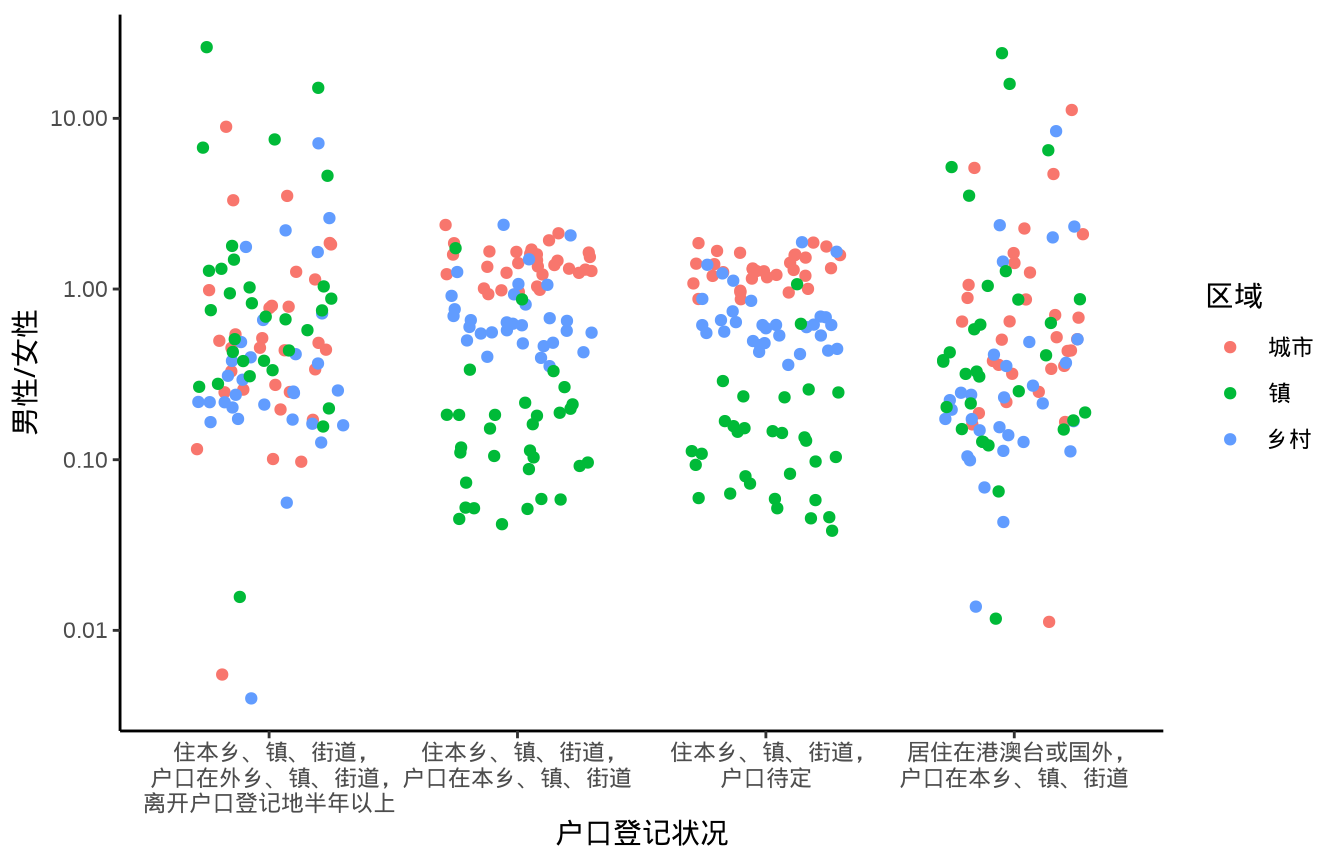 男性/女性
10.00
1.00
0.10
0.01
住本乡、镇、街道，
户口在外乡、镇、街道，
离开户口登记地半年以上
住本乡、镇、街道，
户口在本乡、镇、街道
住本乡、镇、街道，
户口待定
居住在港澳台或国外，
户口在本乡、镇、街道
户口登记状况
区域
城市
镇
乡村